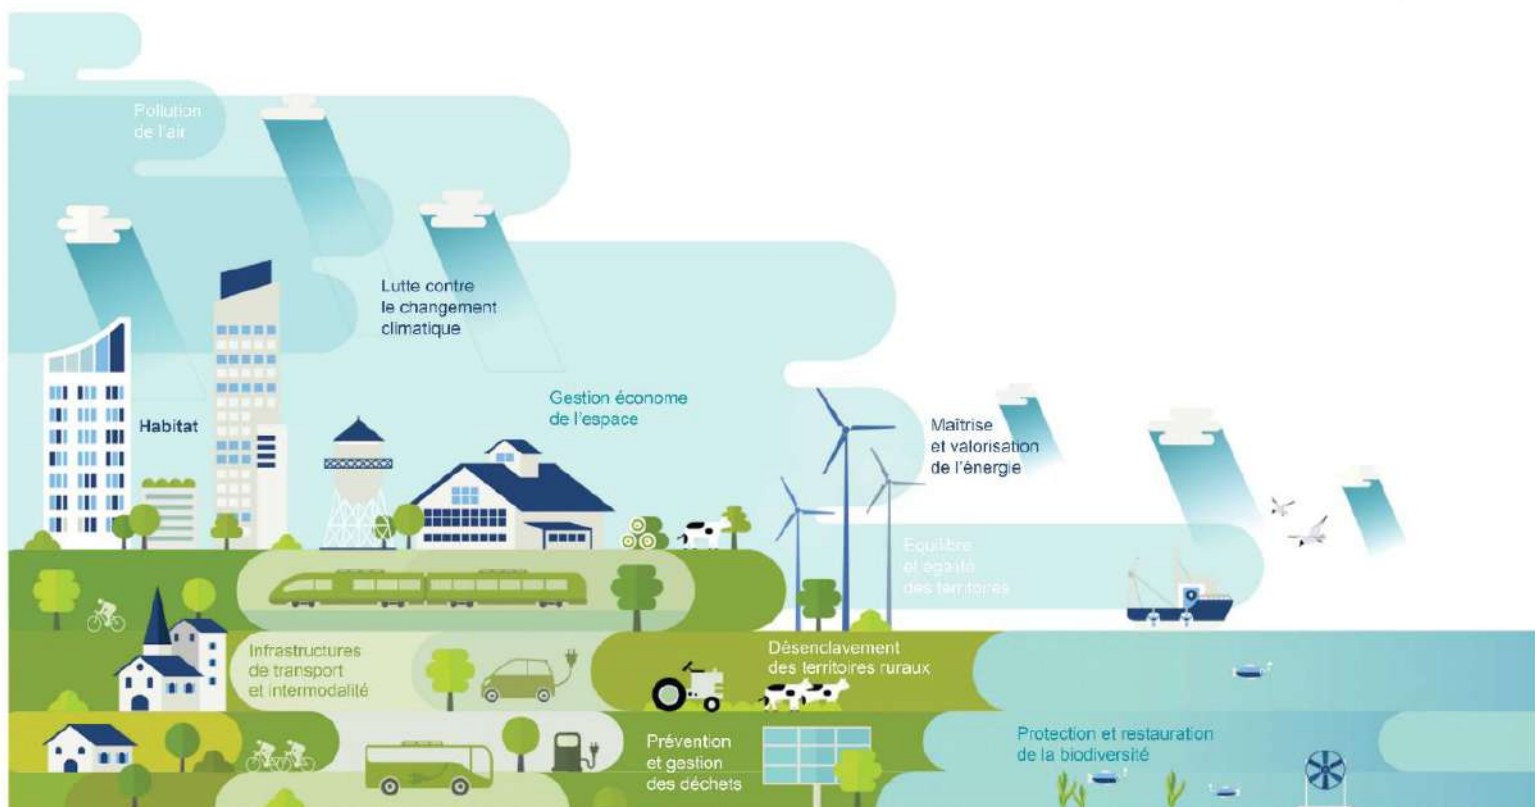 Pollution
de l'air
Lutte contre
le changement
climatique
Gestion économe
de l'espace
Habitat
Maîtrise
et valorisation
de l'énergie
Equilibre
et égalité
des territoires
Infrastructures
de transport
et intermodalité
Désenclavement
des territoires ruraux
Prévention
et gestion
des déchets
Protection et restauration
de la biodiversité